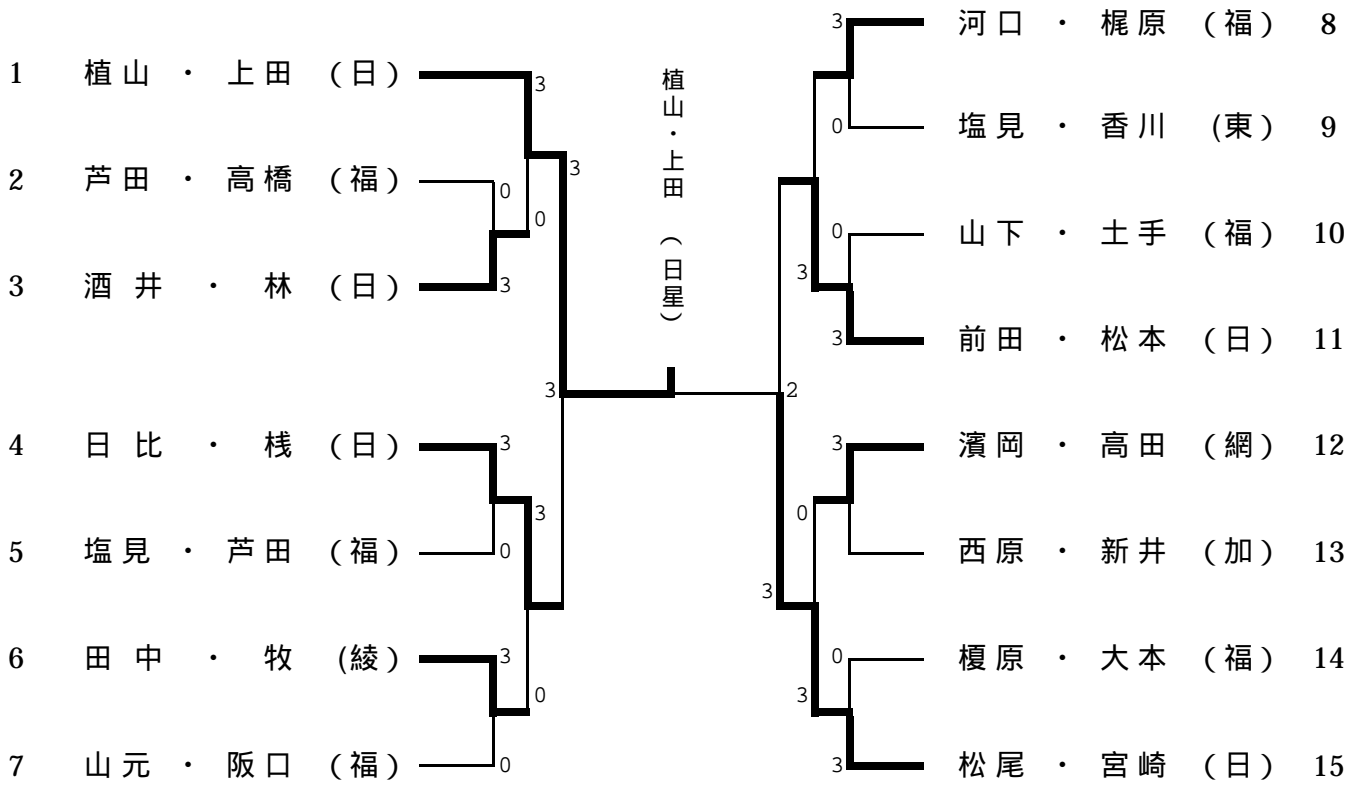 1 植山 ・ 上田 (日)
2 芦田 ・ 高橋 (福)
3 酒井 ・ 林 (日)
4 日比 ・ 桟 (日)
5 塩見 ・ 芦田 (福)
6 田中 ・ 牧 (綾)
7 山元 ・ 阪口 (福)
3
0
3
0
3
3
3
0
3
3
0
3
0
0
植山・上田 (日星)
2
3
0
0
3
3
3
0
3
0
3
3
河口 ・ 梶原 (福) 8
塩見 ・ 香川 (東) 9
山下 ・ 土手 (福) 10
前田 ・ 松本 (日) 11
濱岡 ・ 高田 (網) 12
西原 ・ 新井 (加) 13
榎原 ・ 大本 (福) 14
松尾 ・ 宮崎 (日) 15